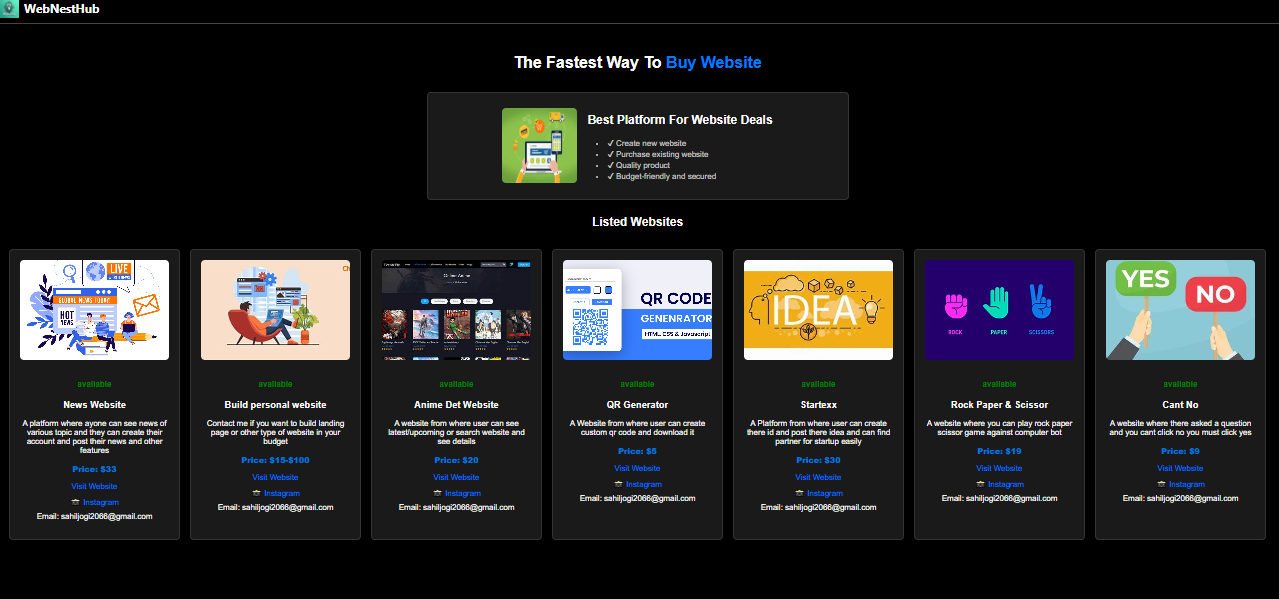 WebNestHub
The Fastest Way To Buy Website
Best Platform For Website Deals
✓ Create new website
✓ Purchase existing website
✓ Quality product
✓ Budget-friendly and secured
Listed Websites
LIVE
GLOBAL NEWS TODAY!
HOT
NEWS
available
News Website
A platform where ayone can see news of
various topic and they can create their
account and post their news and other
features
Price: $33
Visit Website
Instagram
Email: sahiljogi2066@gmail.com
Ch
available
Build personal website
Contact me if you want to build landing
page or other type of website in your
budget
Price: $15-$100
Visit Website
Instagram
Email: sahiljogi2066@gmail.com
Online Anime
available
Anime Det Website
A website from where user can see
latest/upcoming or search website and
see details
Price: $20
Visit Website
Instagram
Email: sahiljogi2066@gmail.com
QR CODE
GENENRATOR
HTML, CSS & Javascript
available
QR Generator
A Website from where user can create
custom qr code and download it
Price: $5
Visit Website
Instagram
Email: sahiljogi2066@gmail.com
IDEA
available
Startexx
A Platform from where user can create
there id and post there idea and can find
partner for startup easily
Price: $30
Visit Website
Instagram
Email: sahiljogi2066@gmail.com
ROCK PAPER SCISSORS
available
Rock Paper & Scissor
A website where you can play rock paper
scissor game against computer bot
Price: $19
Visit Website
Instagram
Email: sahiljogi2066@gmail.com
YES
NO
available
Cant No
A website where there asked a question
and you cant click no you must click yes
Price: $9
Visit Website
Instagram
Email: sahiljogi2066@gmail.com